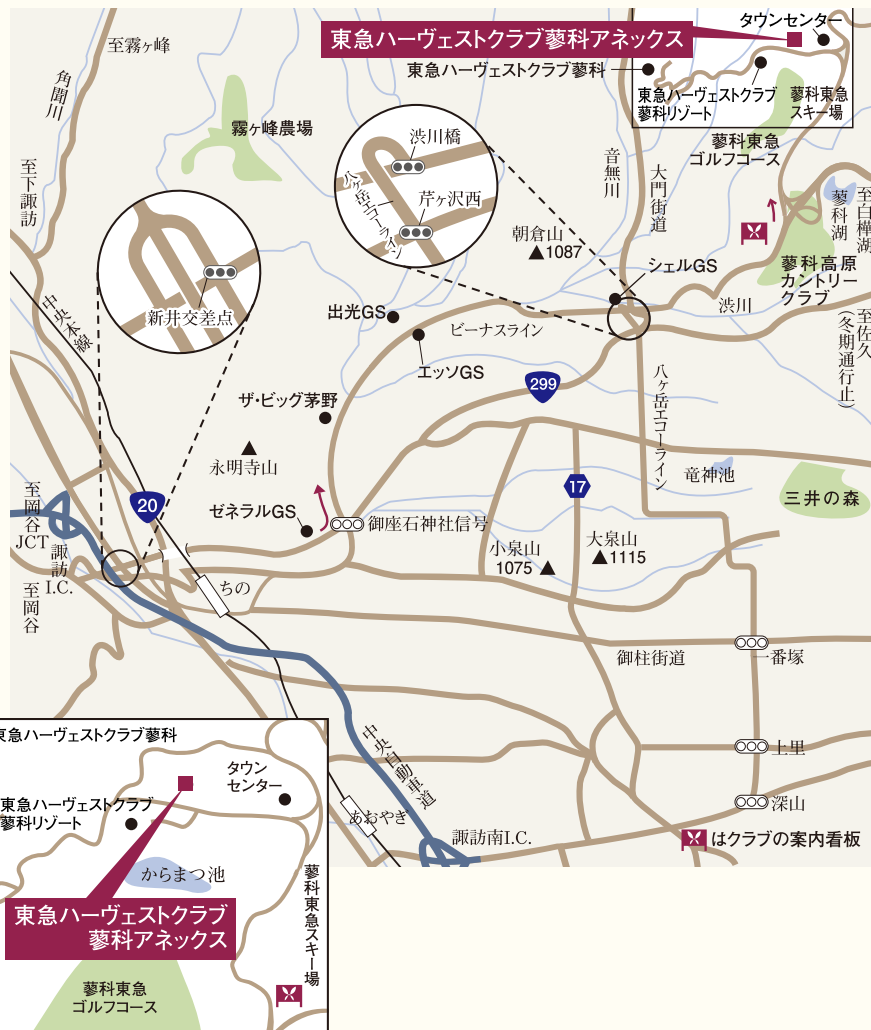 至霧ヶ峰
東急ハーヴェストクラブ蓼科アネックス
タウンセンター
東急ハーヴェストクラブ蓼科
東急ハーヴェストクラブ
蓼科リゾート
蓼科東急
スキー場
角間川
霧ヶ峰農場
渋川橋
八ヶ岳エコーライン
芹ヶ沢西
音無川
大門街道
蓼科東急
ゴルフコース
至下諏訪
蓼科湖
至白樺湖
朝倉山
▲1087
シェルGS
蓼科高原
カントリー
クラブ
新井交差点
中央本線
出光GS
ビーナスライン
渋川
至佐久
(冬期通行止)
エッソGS
299
八ヶ岳エコーライン
ザ・ビッグ茅野
永明寺山
竜神池
17
三井の森
20
至岡谷
JCT
ゼネラルGS
御座石神社信号
小泉山
1075▲
大泉山
▲1115
諏訪
I.C.
至岡谷
ちの
御柱街道
一番塚
中央自動車道
上里
あおやぎ
深山
諏訪南I.C.
はクラブの案内看板
東急ハーヴェストクラブ蓼科
タウン
センター
東急ハーヴェストクラブ
蓼科リゾート
からまつ池
蓼科東急スキー場
東急ハーヴェストクラブ
蓼科アネックス
蓼科東急
ゴルフコース